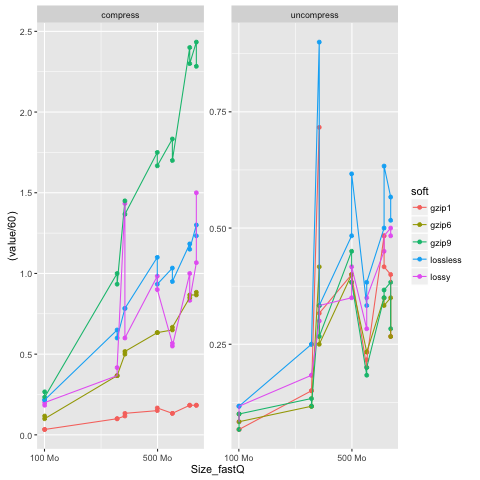 compress
uncompress
2.5
2.0
1.5
1.0
0.5
0.0
0.75
0.50
0.25
(value/60)
100 Mo
500 Mo
100 Mo
500 Mo
Size_fastQ
soft
gzip1
gzip6
gzip9
lossless
lossy